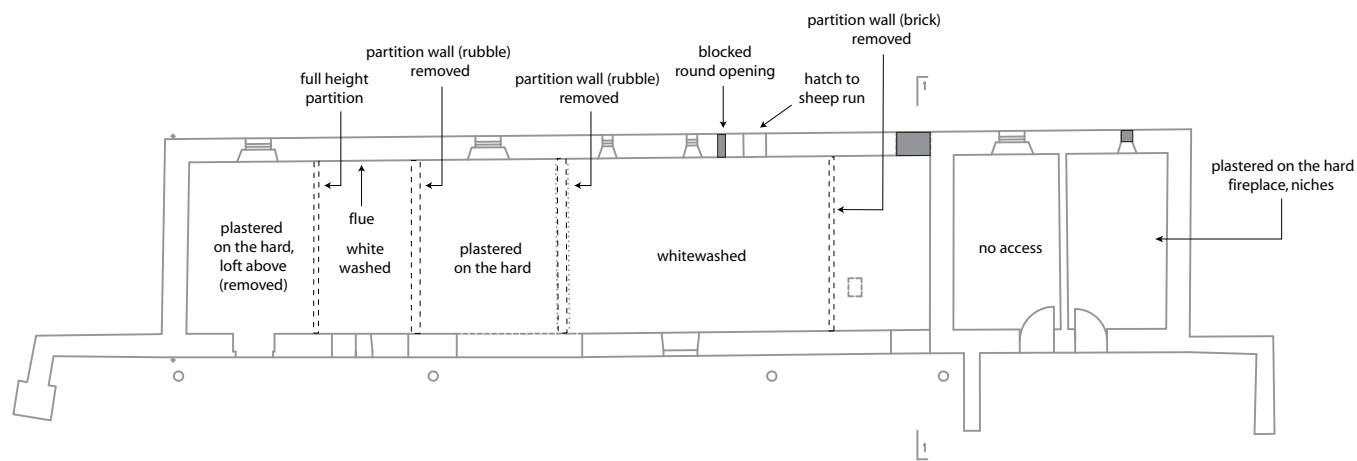 partition wall (brick)
removed
partition wall (rubble)
removed
blocked
round opening
full height
partition
partition wall (rubble)
removed
hatch to
sheep run
1
plastered on the hard
fireplace, niches
flue
plastered
on the hard,
loft above
(removed)
white
washed
plastered
on the hard
whitewashed
no access
1